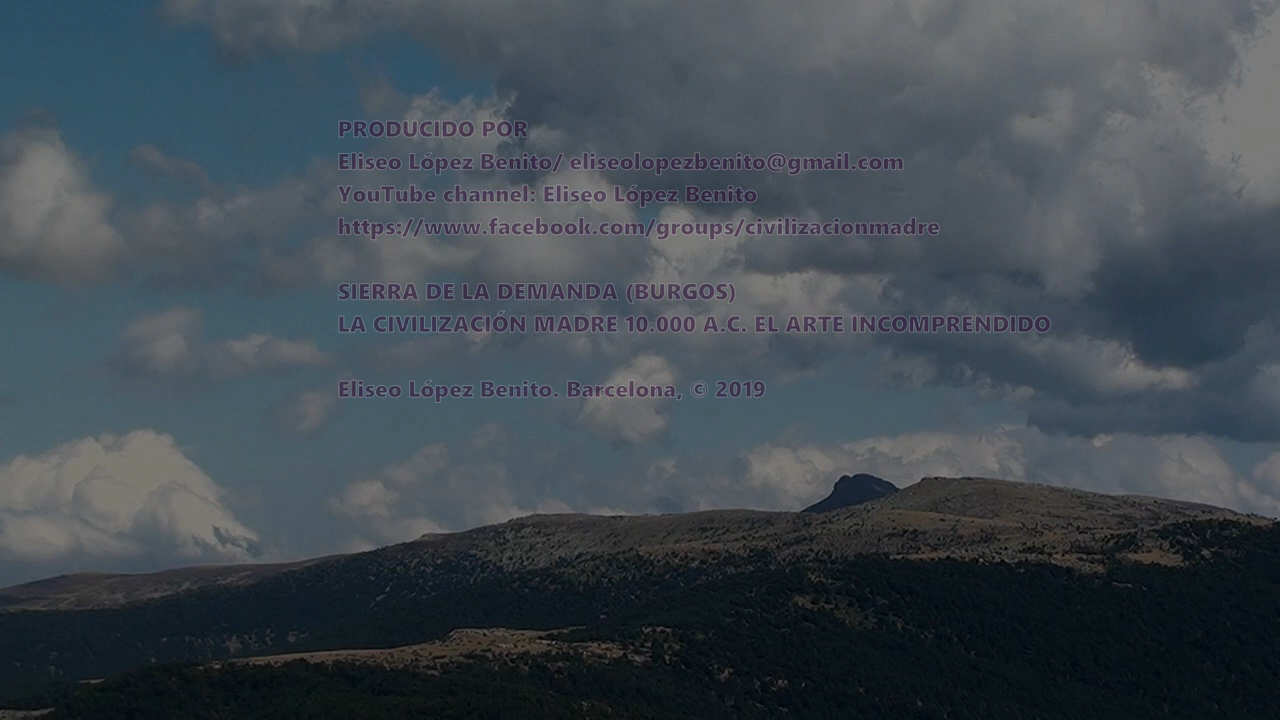 PRODUCIDO POR
Eliseo López Benito/ eliseolopezbenito@gmail.com
YouTube channel: Eliseo López Benito
https://www.facebook.com/groups/civilizacionmadre
SIERRA DE LA DEMANDA (BURGOS)
LA CIVILIZACIÓN MADRE 10.000 A.C. EL ARTE INCOMPRENDIDO
Eliseo López Benito. Barcelona, © 2019